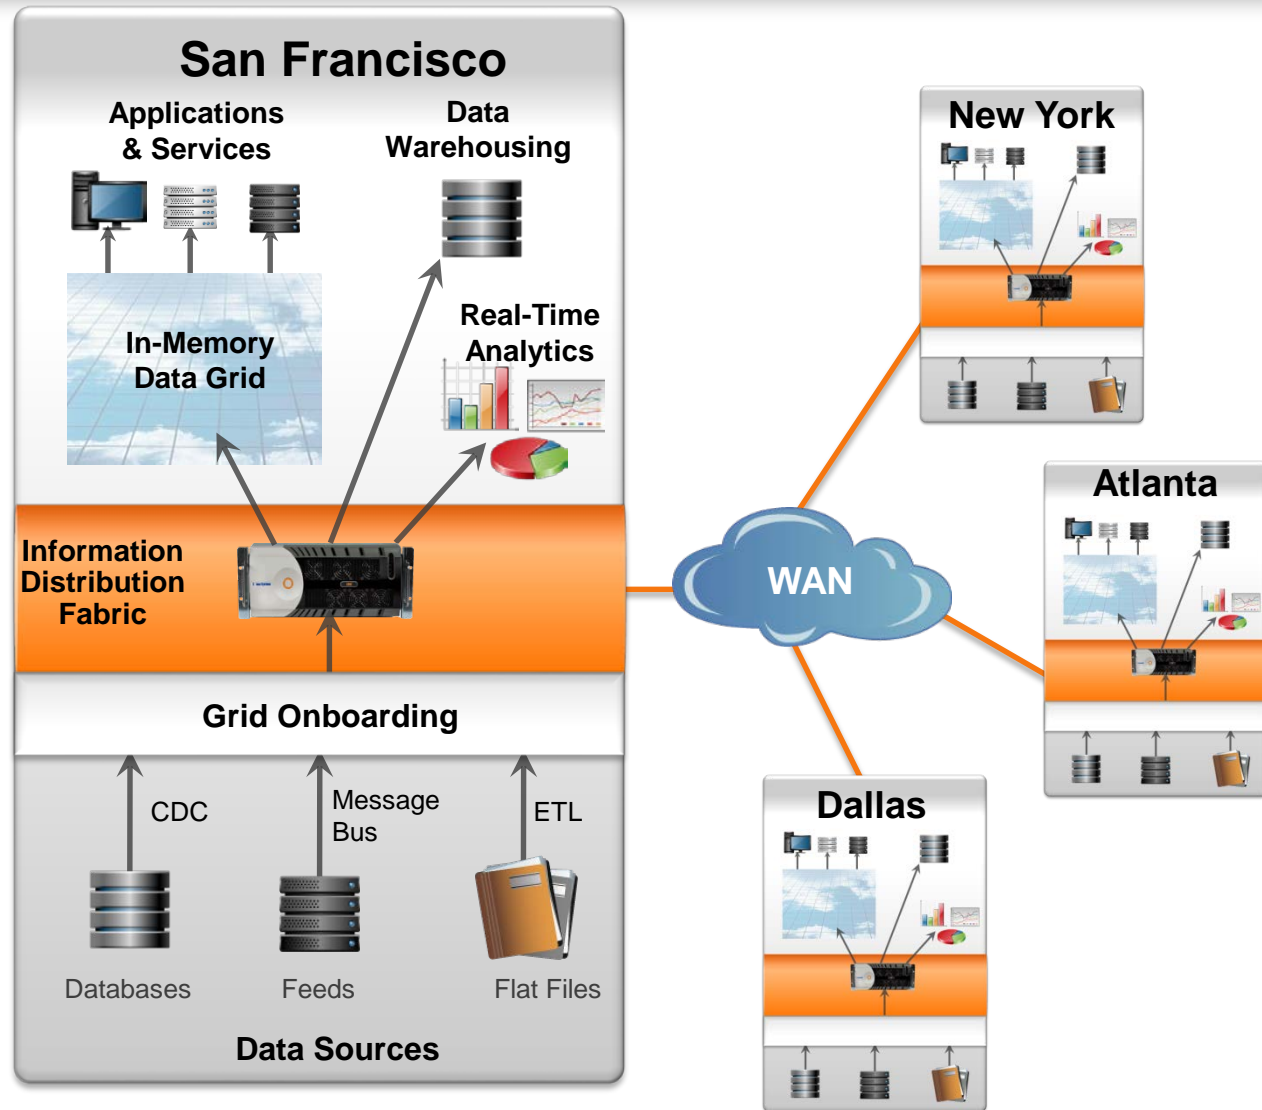 San Francisco
Applications
& Services
Data
Warehousing
In-Memory
Data Grid
Real-Time
Analytics
Information
Distribution
Fabric
Grid Onboarding
CDC
Message
Bus
ETL
Databases
Feeds
Flat Files
Data Sources
WAN
New York
Atlanta
Dallas